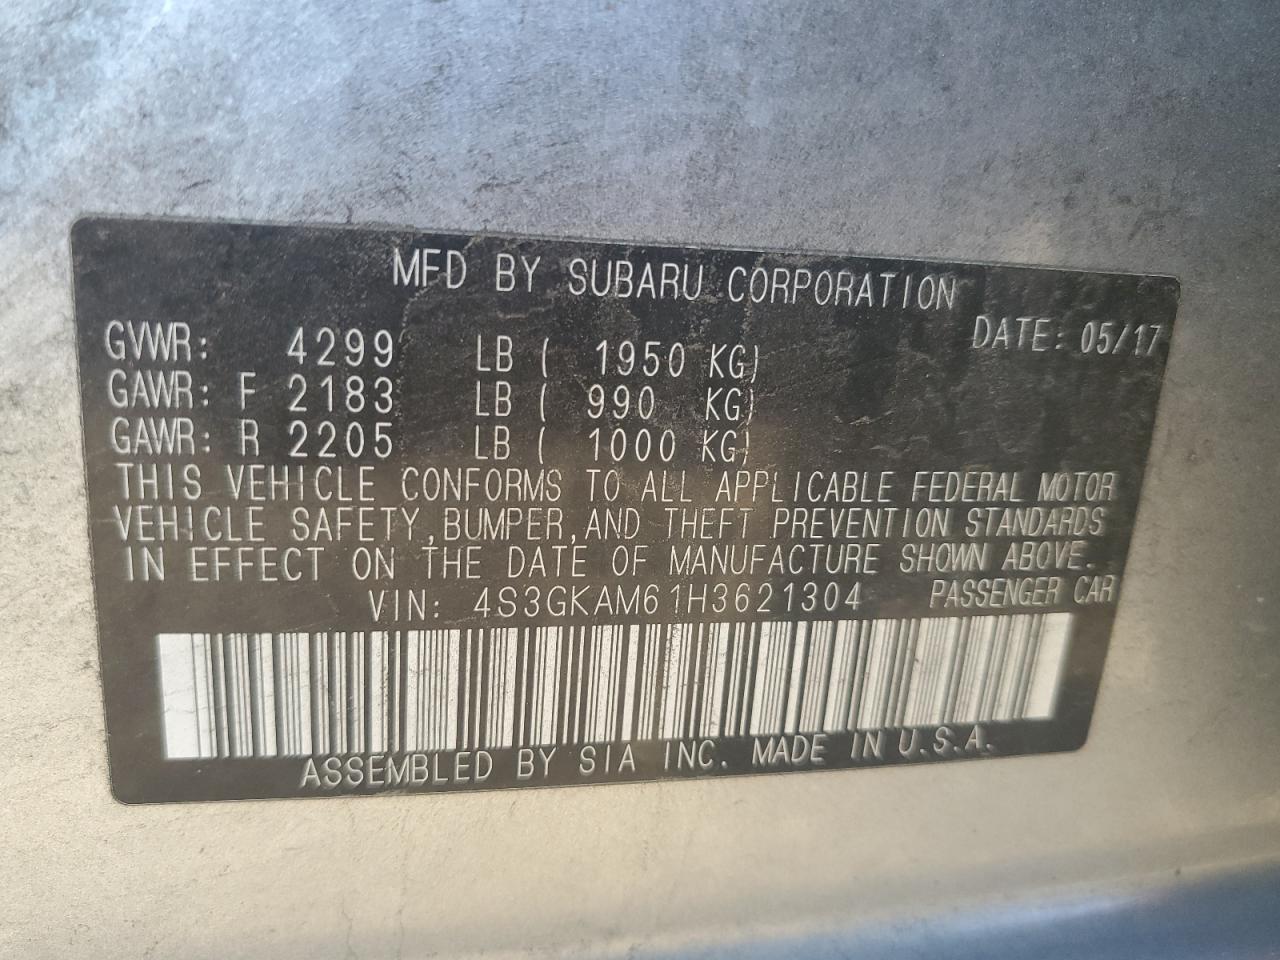 MFD BY SUBARU CORPORATION
DATE: 05/17
GVWR: 4299 LB ( 1950 KG)
GAWR: F 2183 LB ( 990 KG)
GAWR: R 2205 LB ( 1000 KG)
THIS VEHICLE CONFORMS TO ALL APPLICABLE FEDERAL MOTOR
VEHICLE SAFETY, BUMPER, AND THEFT PREVENTION STANDARDS
IN EFFECT ON THE DATE OF MANUFACTURE SHOWN ABOVE.
VIN: 4S3GKAM61H3621304 PASSENGER CAR
ASSEMBLED BY SIA INC. MADE IN U.S.A.